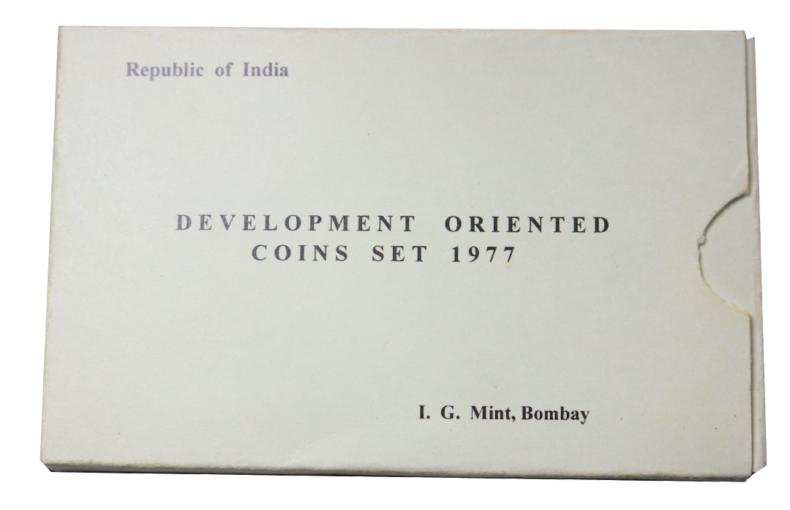 Republic of India
DEVELOPMENT ORIENTED
COINS SET 1977
I. G. Mint, Bombay